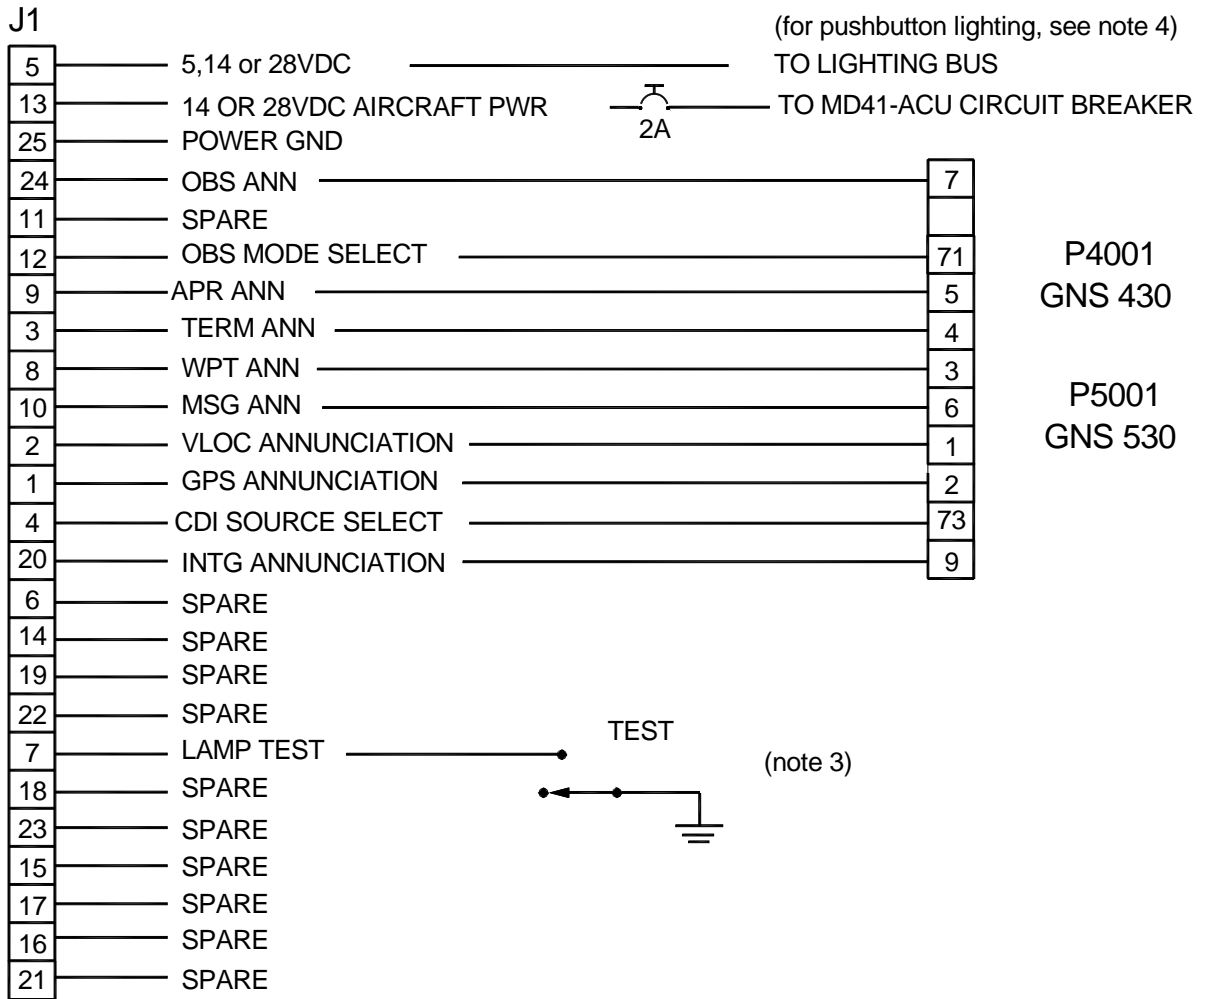 J1
(for pushbutton lighting, see note 4)
5 5,14 or 28VDC TO LIGHTING BUS
13 14 OR 28VDC AIRCRAFT PWR 2A TO MD41-ACU CIRCUIT BREAKER
25 POWER GND
24 OBS ANN 7
11 SPARE
12 OBS MODE SELECT 71
9 APR ANN 5
3 TERM ANN 4
8 WPT ANN 3
10 MSG ANN 6
2 VLOC ANNUNCIATION 1
1 GPS ANNUNCIATION 2
4 CDI SOURCE SELECT 73
20 INTG ANNUNCIATION 9
P4001
GNS 430
P5001
GNS 530
6 SPARE
14 SPARE
19 SPARE
22 SPARE
7 LAMP TEST
TEST
(note 3)
18 SPARE
23 SPARE
15 SPARE
17 SPARE
16 SPARE
21 SPARE